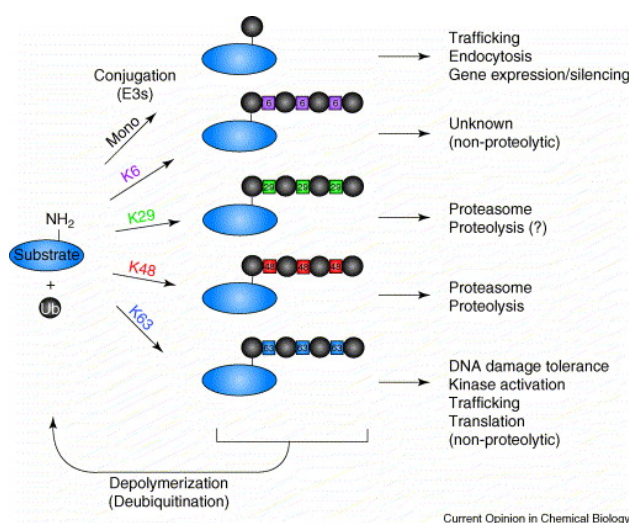 Conjugation
(E3s)
Mono
K6
K29
K48
K63
NH2
Substrate
+
Ub
6 6 6
29 29 29
48 48 48
63 63 63
Trafficking
Endocytosis
Gene expression/silencing
Unknown
(non-proteolytic)
Proteasome
Proteolysis (?)
Proteasome
Proteolysis
DNA damage tolerance
Kinase activation
Trafficking
Translation
(non-proteolytic)
Depolymerization
(Deubiquitination)
Current Opinion in Chemical Biology